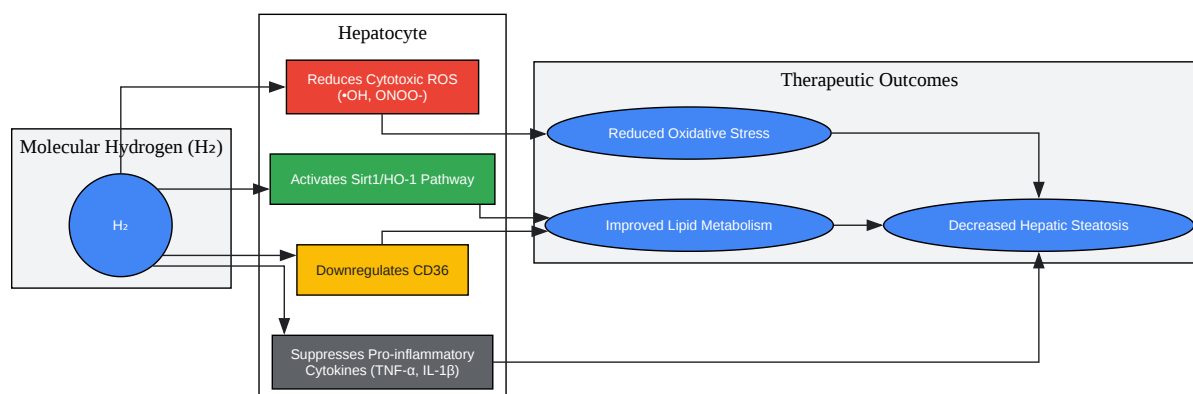 Molecular Hydrogen (H₂)
H₂
Hepatocyte
Reduces Cytotoxic ROS
(•OH, ONOO-)
Activates Sirt1/HO-1 Pathway
Downregulates CD36
Suppresses Pro-inflammatory
Cytokines (TNF-α, IL-1β)
Therapeutic Outcomes
Reduced Oxidative Stress
Improved Lipid Metabolism
Decreased Hepatic Steatosis